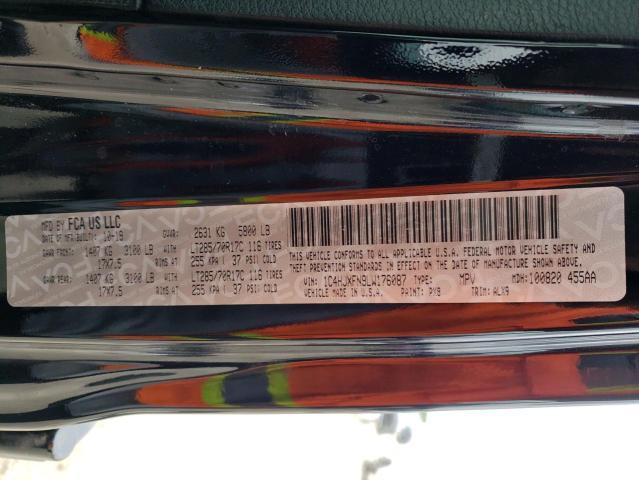 MFD BY FCA US LLC
DATE OF MFR/BUILT: 10-19 GVWR: 2631 KG 5800 LB
GAWR FRONT: 1407 KG 3100 LB WITH LT285/70R17C 116 TIRES
17X7.5 RIMS AT 255 KPA/ 37 PSI COLD
GAWR REAR: 1407 KG 3100 LB WITH LT285/70R17C 116 TIRES
17X7.5 RIMS AT 255 KPA/ 37 PSI COLD
THIS VEHICLE CONFORMS TO ALL APPLICABLE U.S.A. FEDERAL MOTOR VEHICLE SAFETY
AND THEFT PREVENTION STANDARDS IN EFFECT ON THE DATE OF MANUFACTURE SHOWN ABOVE.
VIN: 1C4HJXFN9LW176087 TYPE: MPV MDH: 100820 455AA
VEHICLE MADE IN U.S.A. PAINT: PX8 TRIM: ALX9